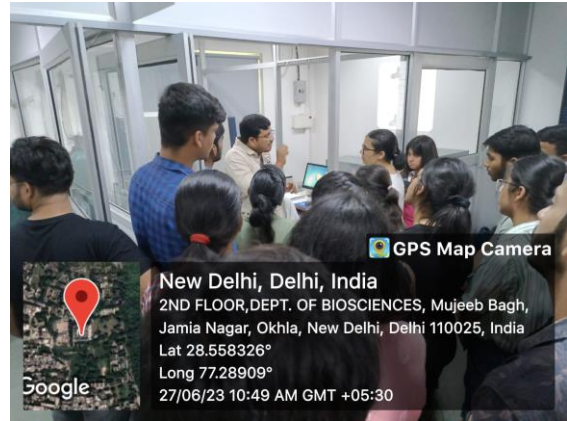 GPS Map Camera
New Delhi, Delhi, India
2ND FLOOR,DEPT. OF BIOSCIENCES, Mujeeb Bagh,
Jamia Nagar, Okhla, New Delhi, Delhi 110025, India
Lat 28.558326°
Long 77.28909°
27/06/23 10:49 AM GMT +05:30
Google